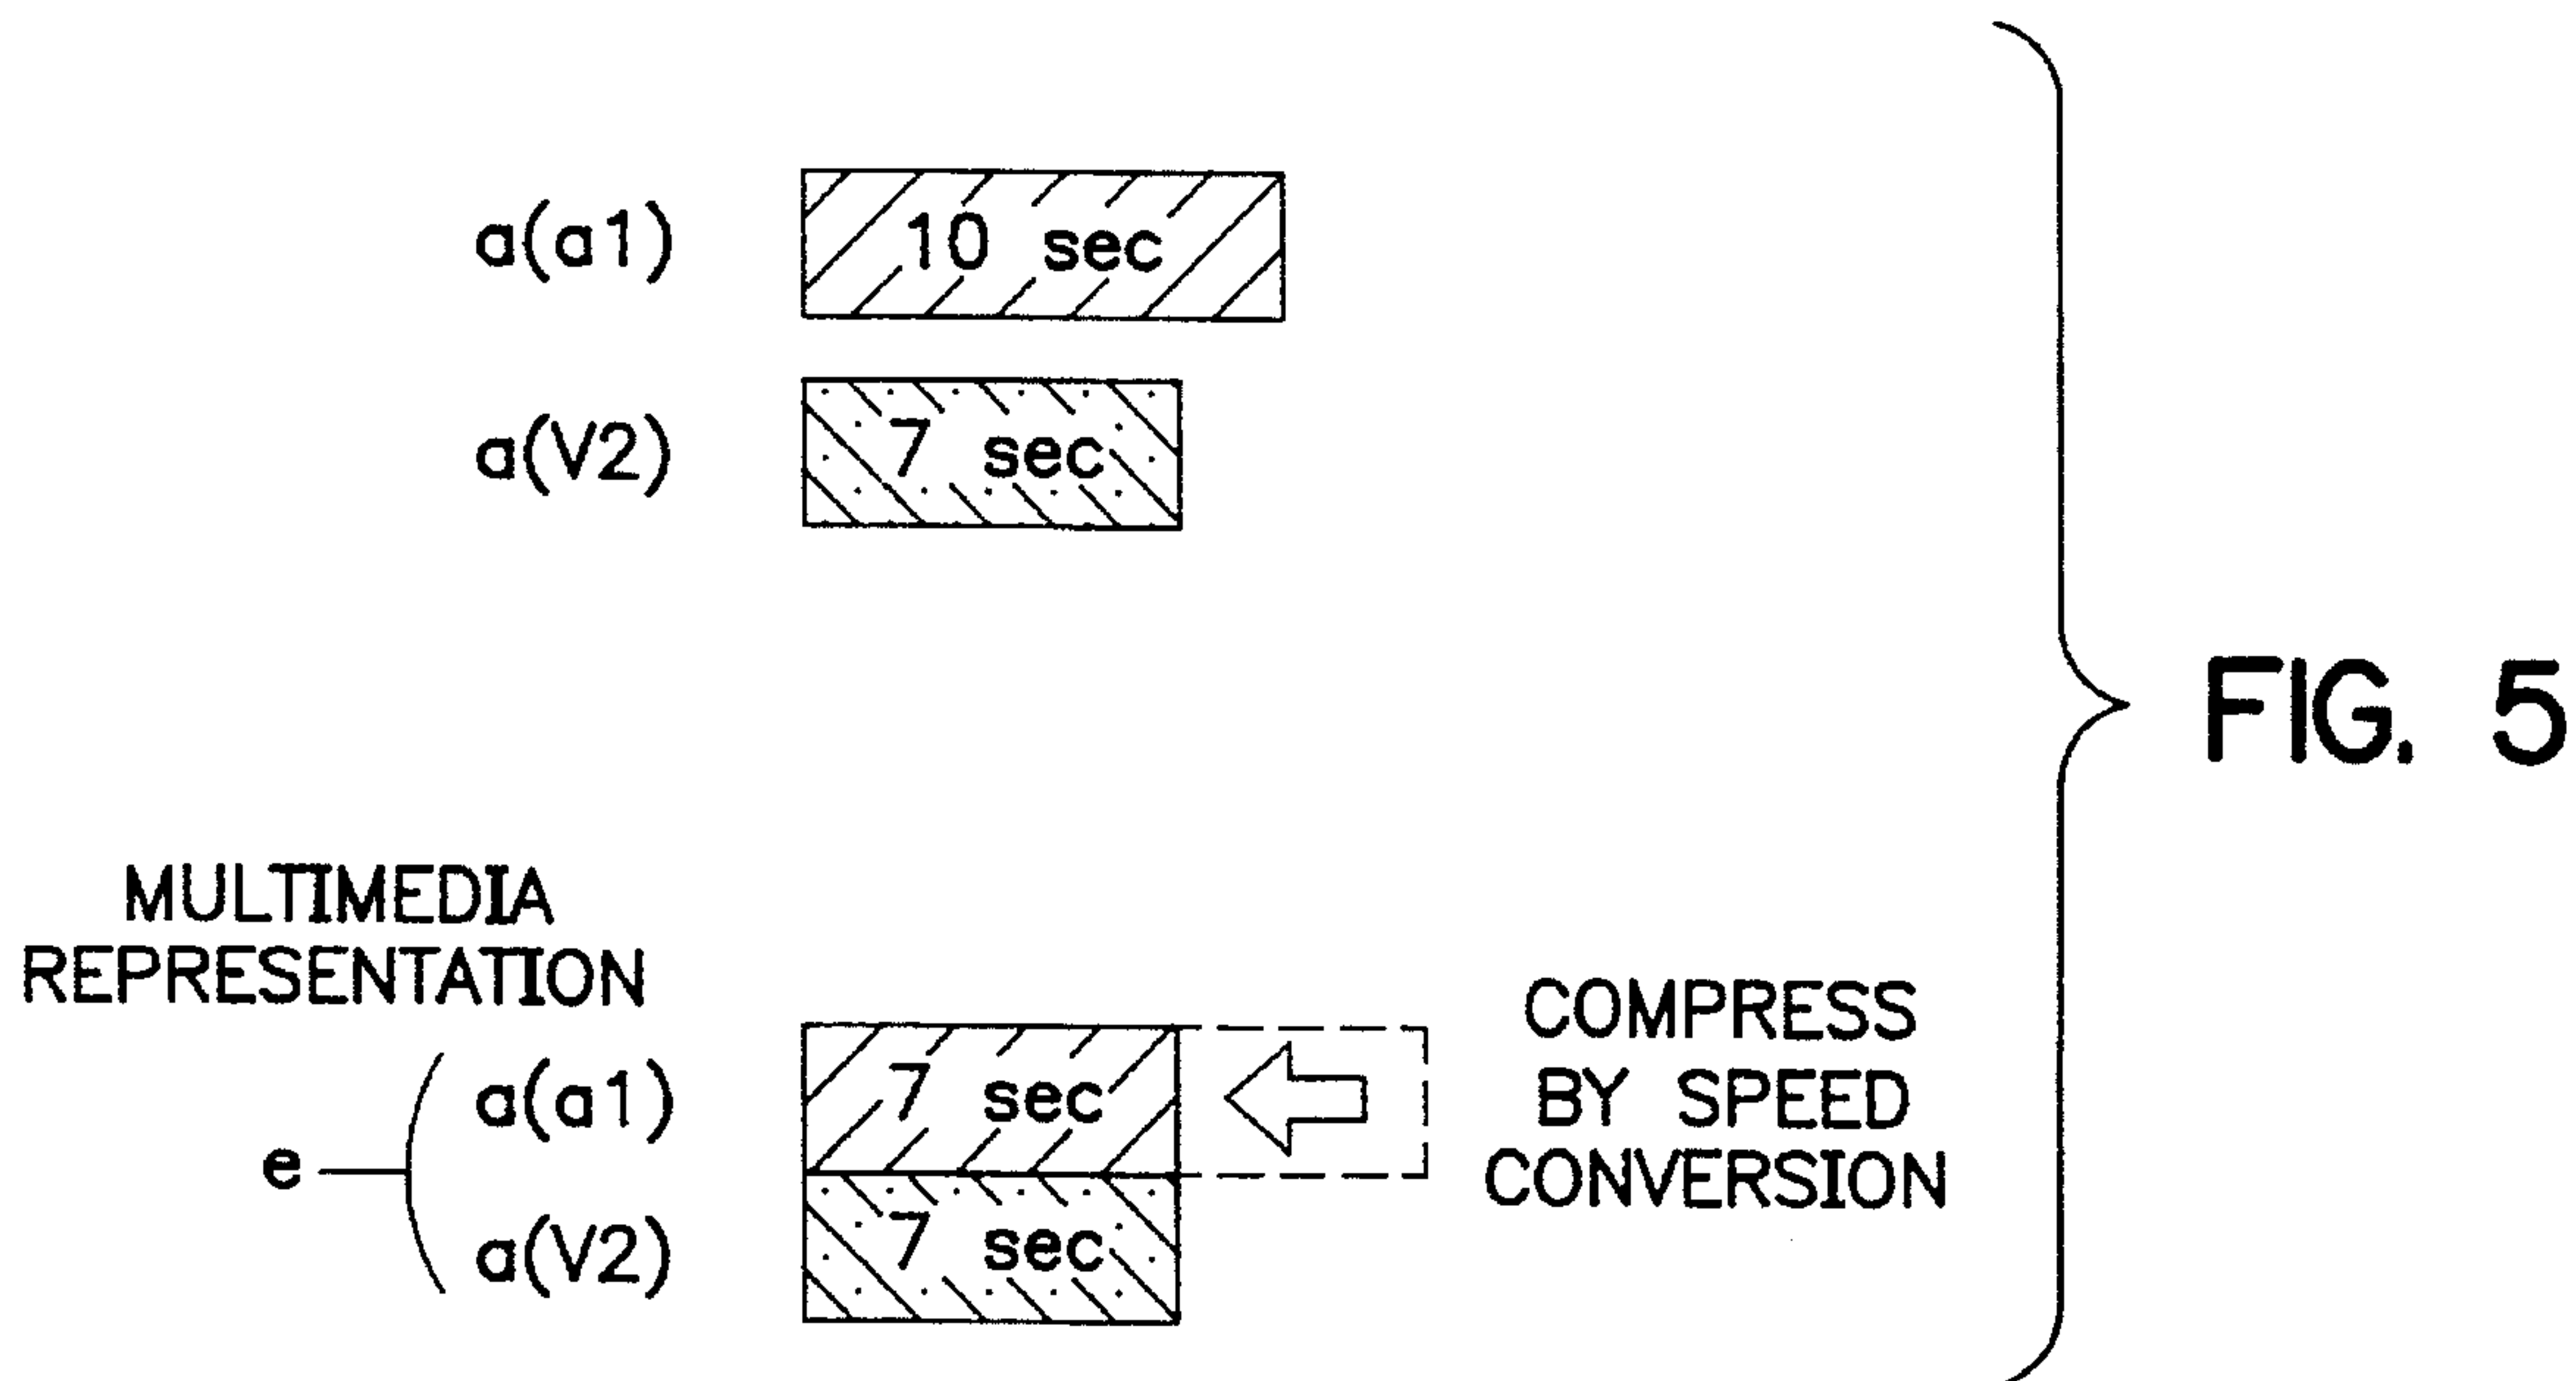 a(a1)
10 sec
a(V2)
7 sec
FIG. 5
MULTIMEDIA
REPRESENTATION
e
a(a1)
7 sec
a(V2)
7 sec
COMPRESS
BY SPEED
CONVERSION